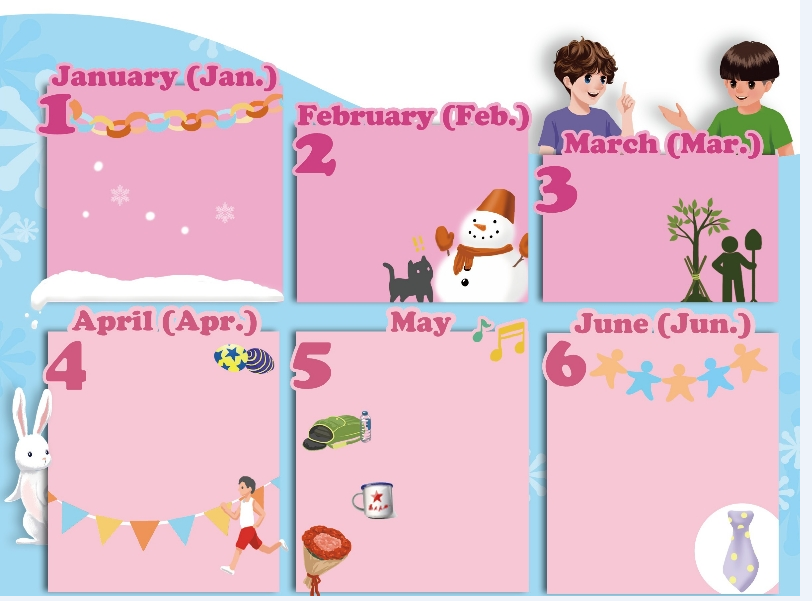 January (Jan.)
1
February (Feb.)
2
March (Mar.)
3
April (Apr.)
4
May
5
June (Jun.)
6